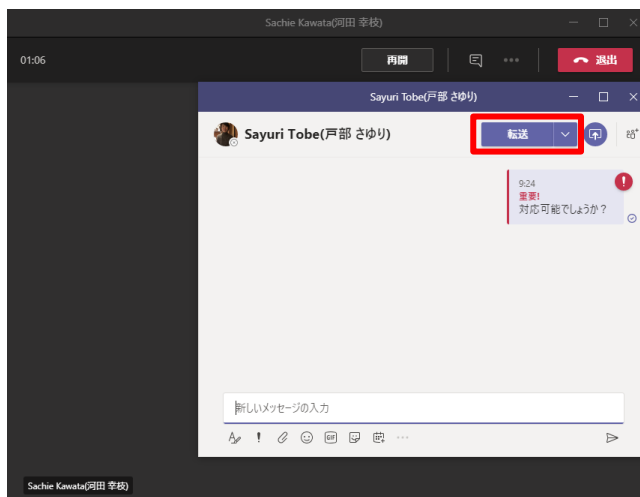 Sachie Kawata(河田 幸枝)
01:06
再開
退出
Sayuri Tobe(戸部 さゆり)
Sayuri Tobe(戸部 さゆり)
転送
9:24
重要!
対応可能でしょうか？
新しいメッセージの入力
GIF
Sachie Kawata(河田 幸枝)